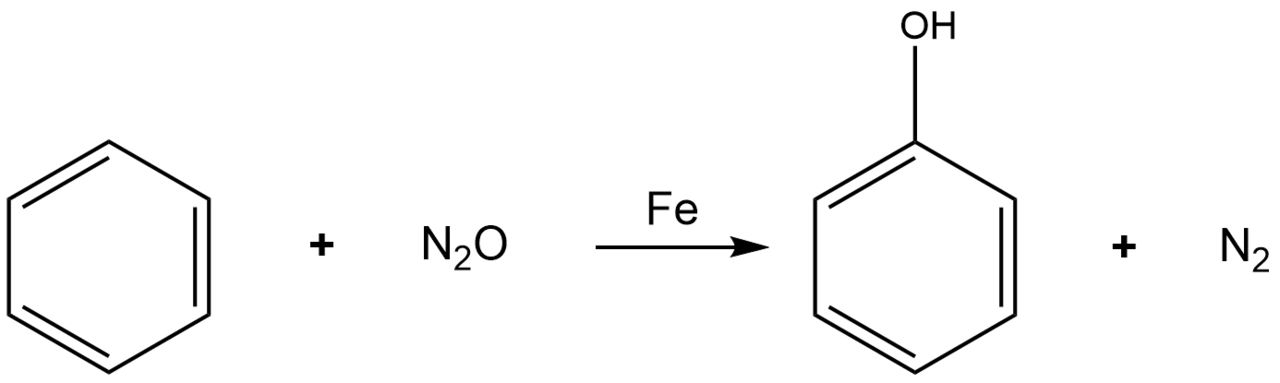 OH
+ N₂O Fe + N₂